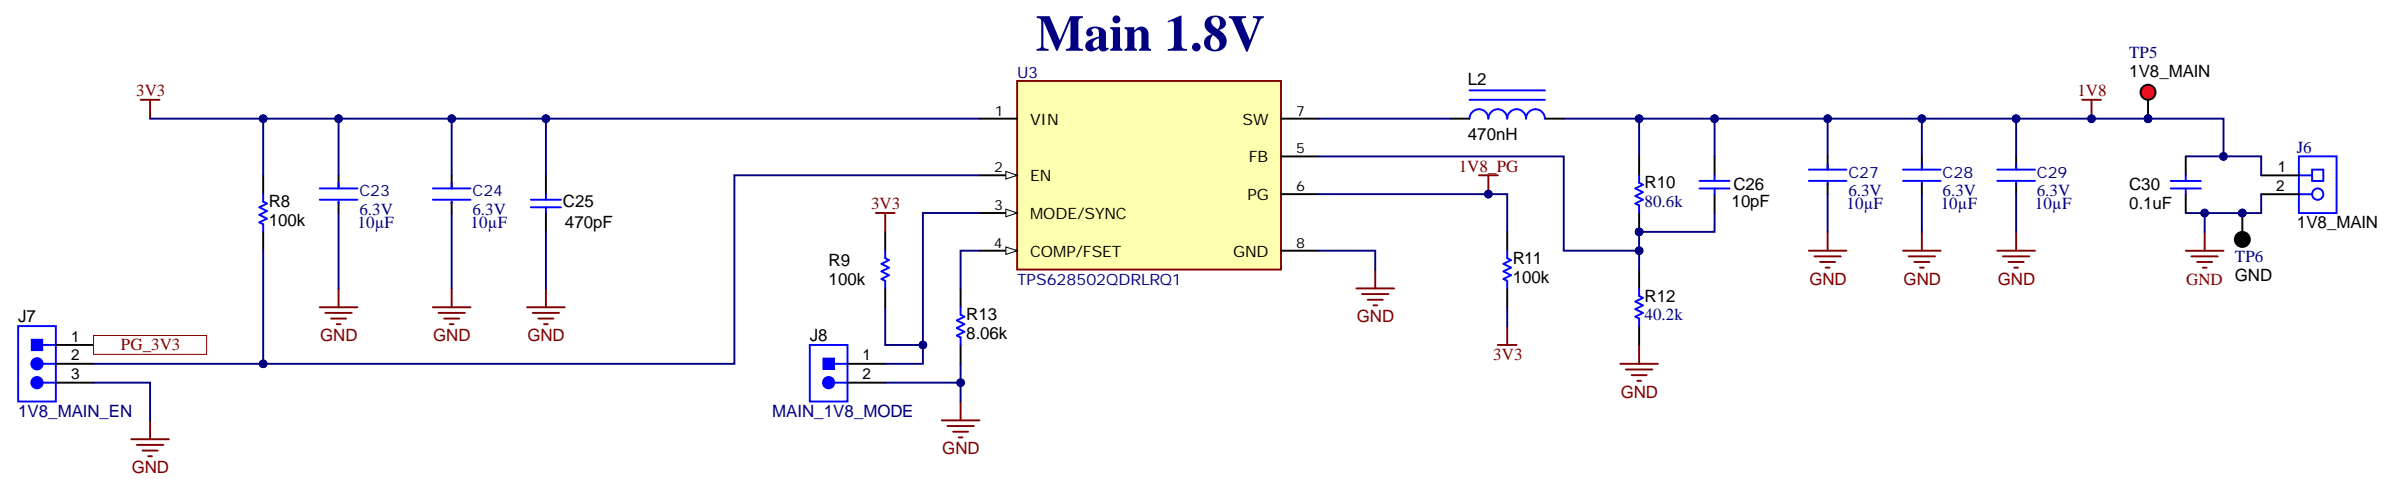 Main 1.8V
3V3
R8
100k
C23
6.3V
10µF
GND
C24
6.3V
10µF
GND
C25
470pF
GND
J7
1
2
3
PG_3V3
1V8_MAIN_EN
GND
3V3
R9
100k
J8
1
2
MAIN_1V8_MODE
R13
8.06k
GND
U3
1
VIN
2
EN
3
MODE/SYNC
4
COMP/FSET
SW
7
FB
5
PG
6
GND
8
TPS628502QDRLRQ1
GND
L2
470nH
1V8_PG
R11
100k
3V3
R10
80.6k
C26
10pF
R12
40.2k
GND
C27
6.3V
10µF
GND
C28
6.3V
10µF
GND
C29
6.3V
10µF
GND
1V8
TP5
1V8_MAIN
C30
0.1uF
GND
TP6
GND
J6
1
2
1V8_MAIN